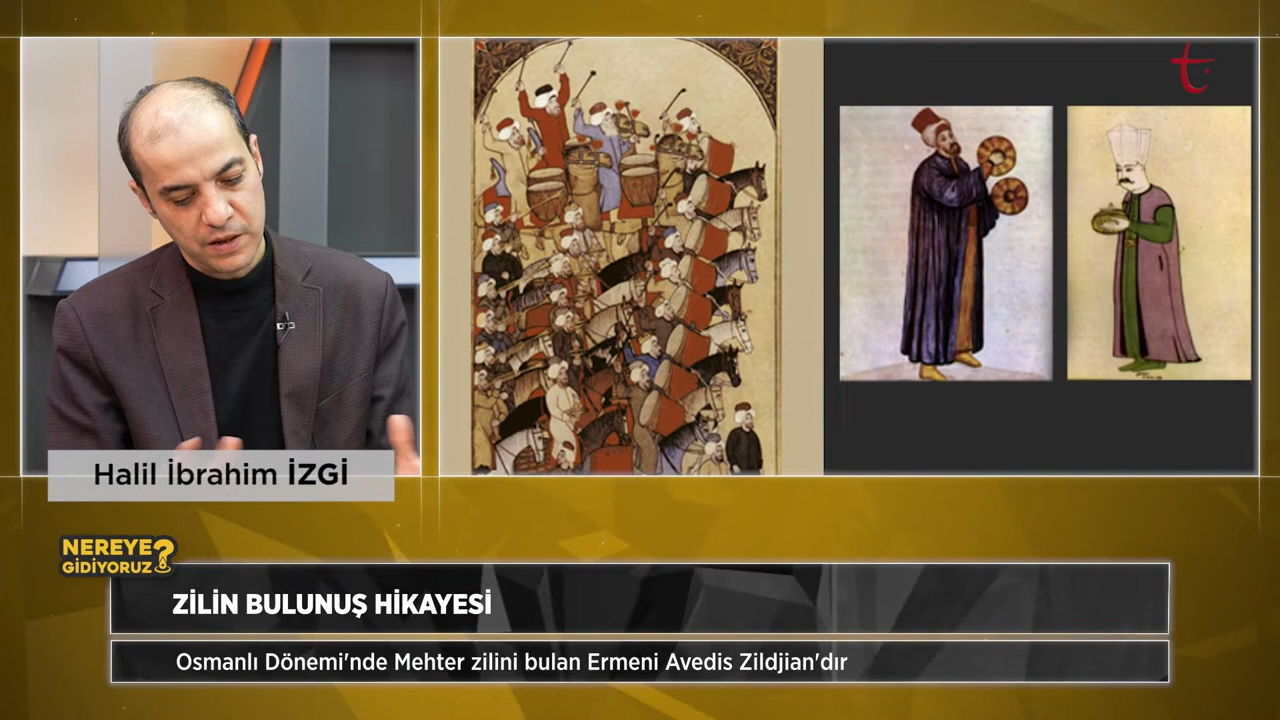 Halil İbrahim İZGİ
NEREYE
GİDİYORUZ?
ZİLİN BULUNUŞ HİKAYESİ
Osmanlı Dönemi'nde Mehter zilini bulan Ermeni Avedis Zildjian'dır